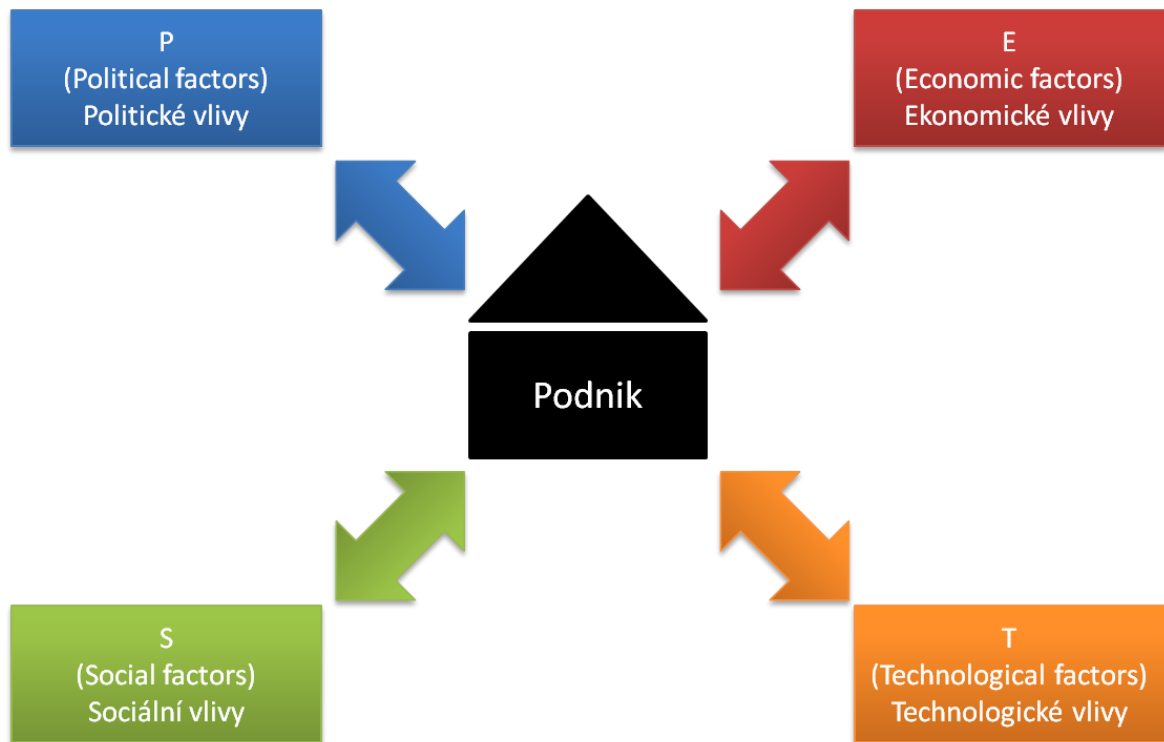 P
(Political factors)
Politické vlivy
E
(Economic factors)
Ekonomické vlivy
Podnik
S
(Social factors)
Sociální vlivy
T
(Technological factors)
Technologické vlivy